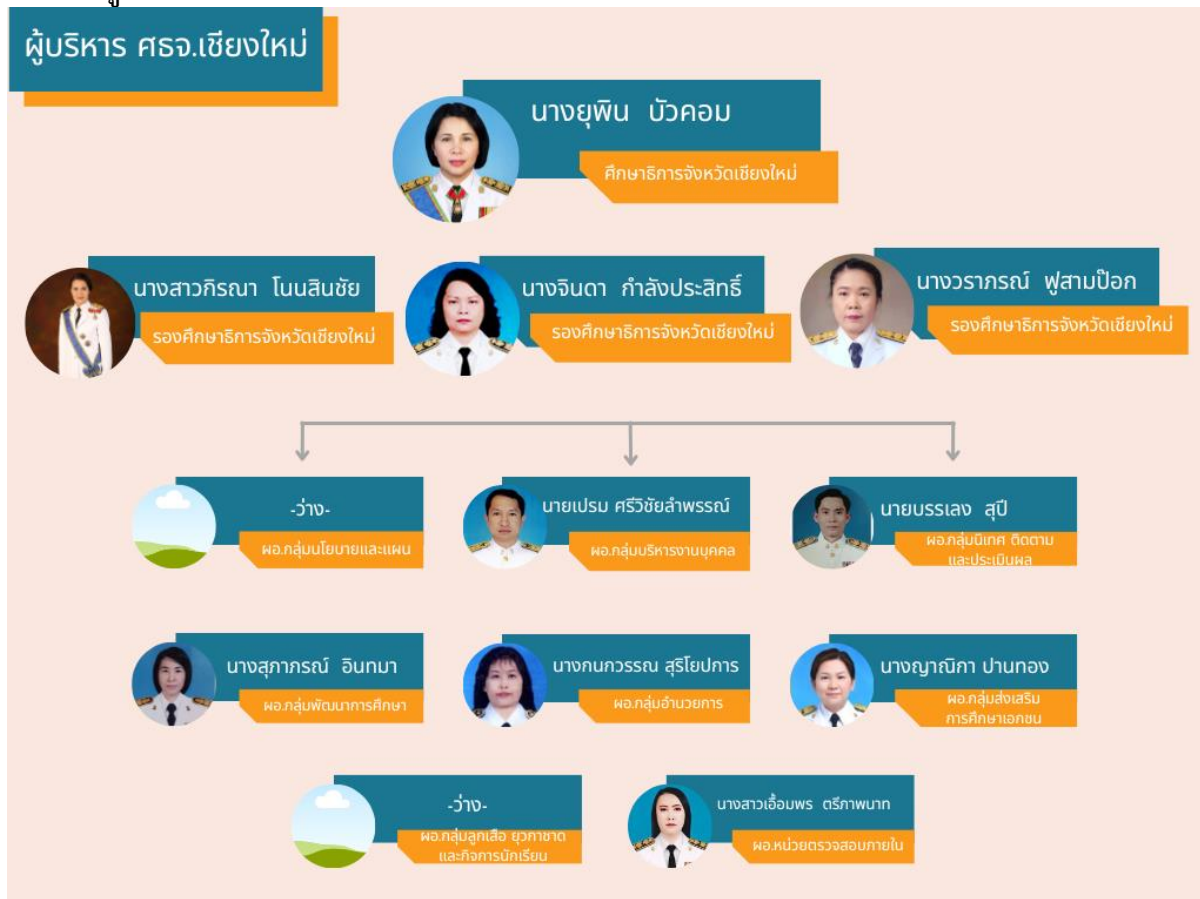 ผู้บริหาร ศธจ.เชียงใหม่
นางยุพิน บัวคอม
ศึกษาธิการจังหวัดเชียงใหม่
นางสาวกิรณา โนนสินชัย
รองศึกษาธิการจังหวัดเชียงใหม่
นางจินดา กำลังประสิทธิ์
รองศึกษาธิการจังหวัดเชียงใหม่
นางวราภรณ์ ฟูสามป๊อก
รองศึกษาธิการจังหวัดเชียงใหม่
-ว่าง-
ผอ.กลุ่มนโยบายและแผน
นายเปรม ศรีวิชัยลำพรรณ์
ผอ.กลุ่มบริหารงานบุคคล
นายบรรเลง สุปี
ผอ.กลุ่มนิเทศ ติดตาม
และประเมินผล
นางสุภาภรณ์ อินทมา
ผอ.กลุ่มพัฒนาการศึกษา
นางกนกวรรณ สุริโยปการ
ผอ.กลุ่มอำนวยการ
นางญาณิกา ปานทอง
ผอ.กลุ่มส่งเสริม
การศึกษาเอกชน
-ว่าง-
ผอ.กลุ่มลูกเสือ ยุวกาชาด
และกิจการนักเรียน
นางสาวเอื้อมพร ตรีภาพนาท
ผอ.หน่วยตรวจสอบภายใน